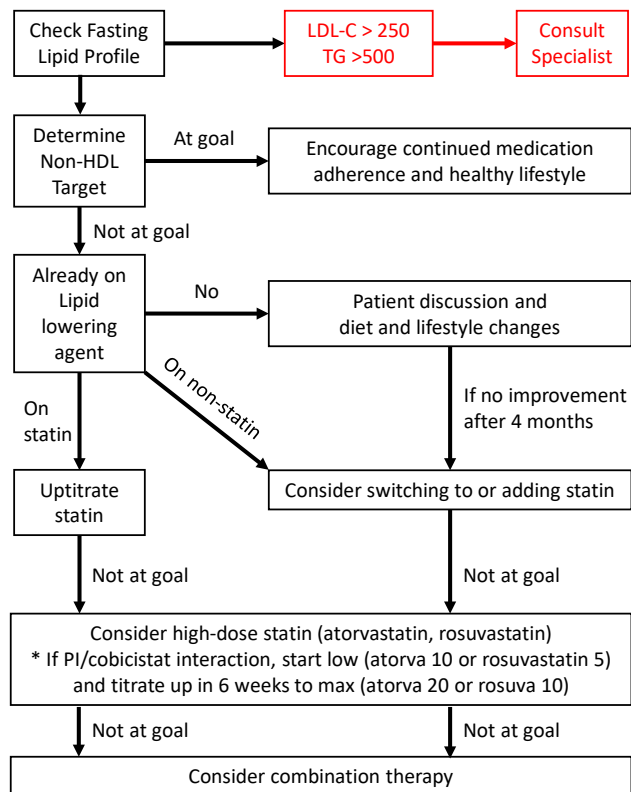 Check Fasting
Lipid Profile
LDL-C > 250
TG >500
Consult
Specialist
Determine
Non-HDL
Target
At goal
Encourage continued medication
adherence and healthy lifestyle
Not at goal
Already on
Lipid
lowering
agent
No
Patient discussion and
diet and lifestyle changes
On
statin
On non-statin
If no improvement
after 4 months
Uptitrate
statin
Consider switching to or adding statin
Not at goal
Not at goal
Consider high-dose statin (atorvastatin, rosuvastatin)
* If PI/cobicistat interaction, start low (atorva 10 or rosuvastatin 5)
and titrate up in 6 weeks to max (atorva 20 or rosuva 10)
Not at goal
Not at goal
Consider combination therapy